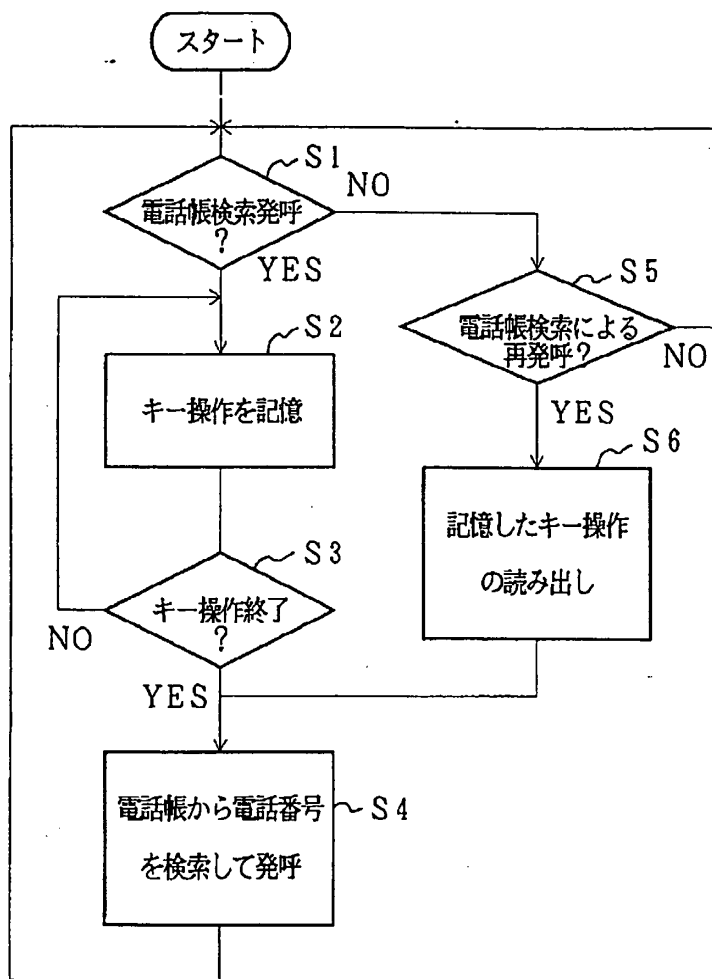 スタート
S1
電話帳検索発呼
?
NO
YES
S5
電話帳検索による
再発呼?
NO
YES
S2
キー操作を記憶
S6
記憶したキー操作
の読み出し
S3
キー操作終了
?
NO
YES
電話帳から電話番号
を検索して発呼
S4